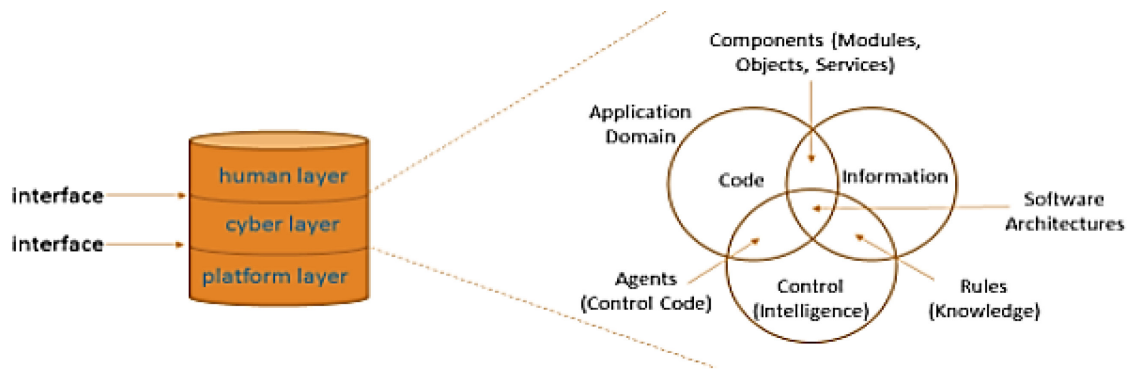 human layer
interface
cyber layer
interface
platform layer
Components (Modules,
Objects, Services)
Application
Domain
Code
Information
Software
Architectures
Agents
(Control Code)
Control
(Intelligence)
Rules
(Knowledge)